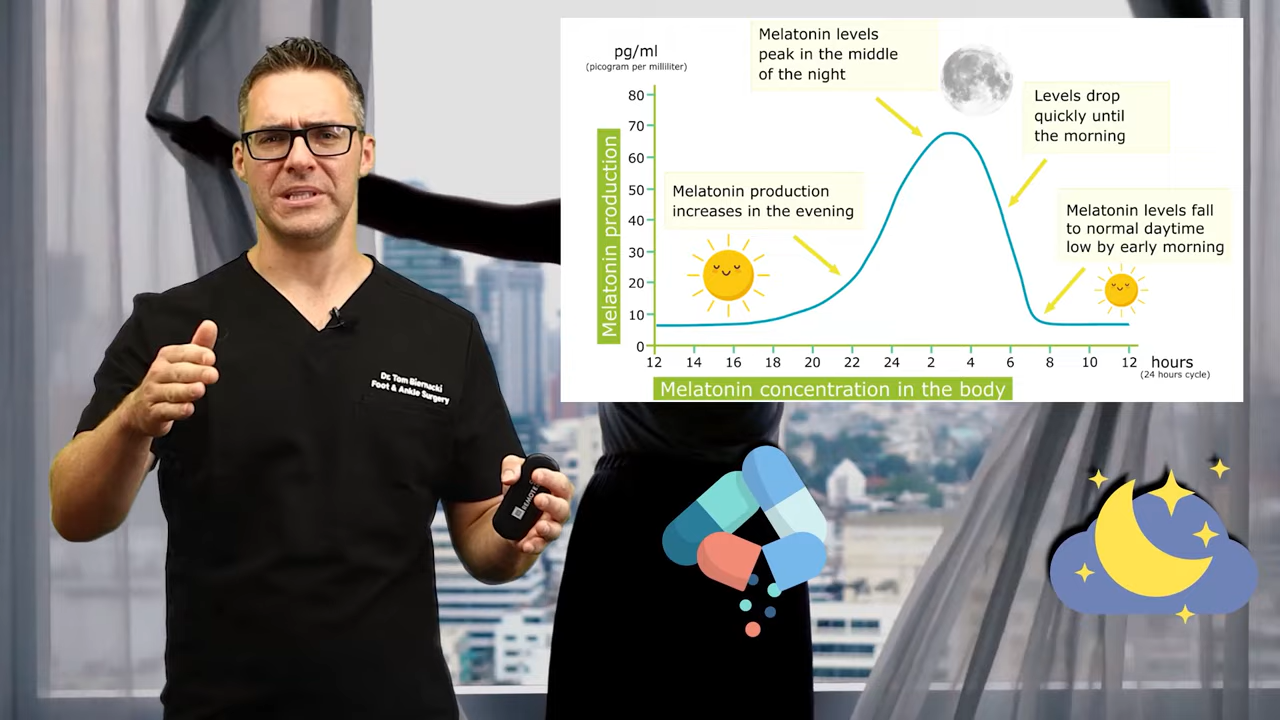 Melatonin levels
peak in the middle
of the night
pg/ml
(picogram per milliliter)
Levels drop
quickly until
the morning
Melatonin production
increases in the evening
Melatonin levels fall
to normal daytime
low by early morning
Melatonin production
80
70
60
50
40
30
20
10
0
12 14 16 18 20 22 24 2 4 6 8 10 12 hours
(24 hours cycle)
Melatonin concentration in the body
Dr. Tom Biernacki
Foot & Ankle Surgery
REMOTE